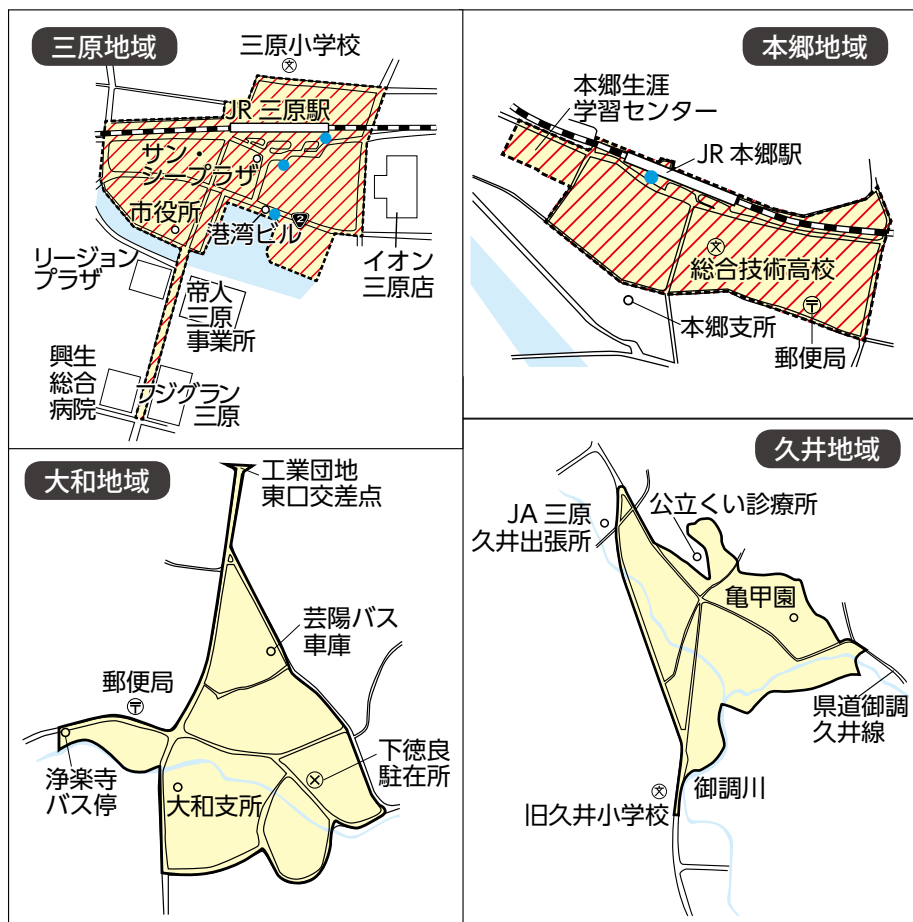 三原地域
三原小学校
文
JR 三原駅
サン・
シープラザ
市役所
港湾ビル
2
リージョン
プラザ
イオン
三原店
帝人
三原
事業所
興生
総合
病院
フジグラン
三原
本郷地域
本郷生涯
学習センター
JR 本郷駅
文
総合技術高校
本郷支所
〒
郵便局
大和地域
工業団地
東口交差点
芸陽バス
車庫
郵便局
〒
下徳良
駐在所
浄楽寺
バス停
大和支所
久井地域
JA 三原
久井出張所
公立くい診療所
亀甲園
県道御調
久井線
御調川
文
旧久井小学校